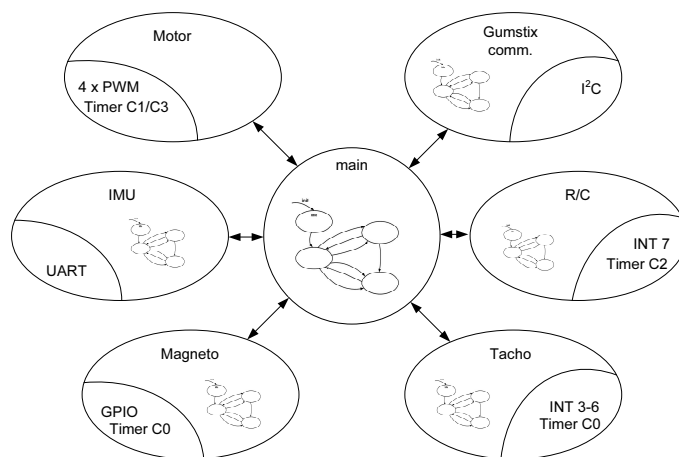 Motor
4 x PWM
Timer C1/C3
Gumstix
comm.
I²C
main
init
IMU
UART
R/C
INT 7
Timer C2
Magneto
GPIO
Timer C0
Tacho
INT 3-6
Timer C0